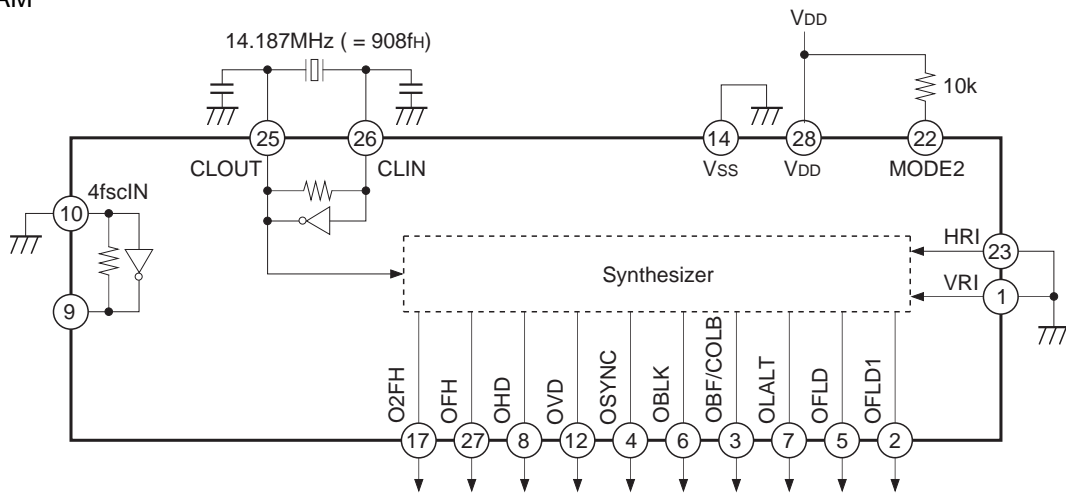 AM
VDD
14.187MHz ( = 908fH)
10k
25
26
14
28
22
CLOUT
CLIN
VSS
VDD
MODE2
4fscIN
10
HRI
23
Synthesizer
VRI
1
9
O2FH
OFH
OHD
OVD
OSYNC
OBLK
OBF/COLB
OLALT
OFLD
OFLD1
17
27
8
12
4
6
3
7
5
2